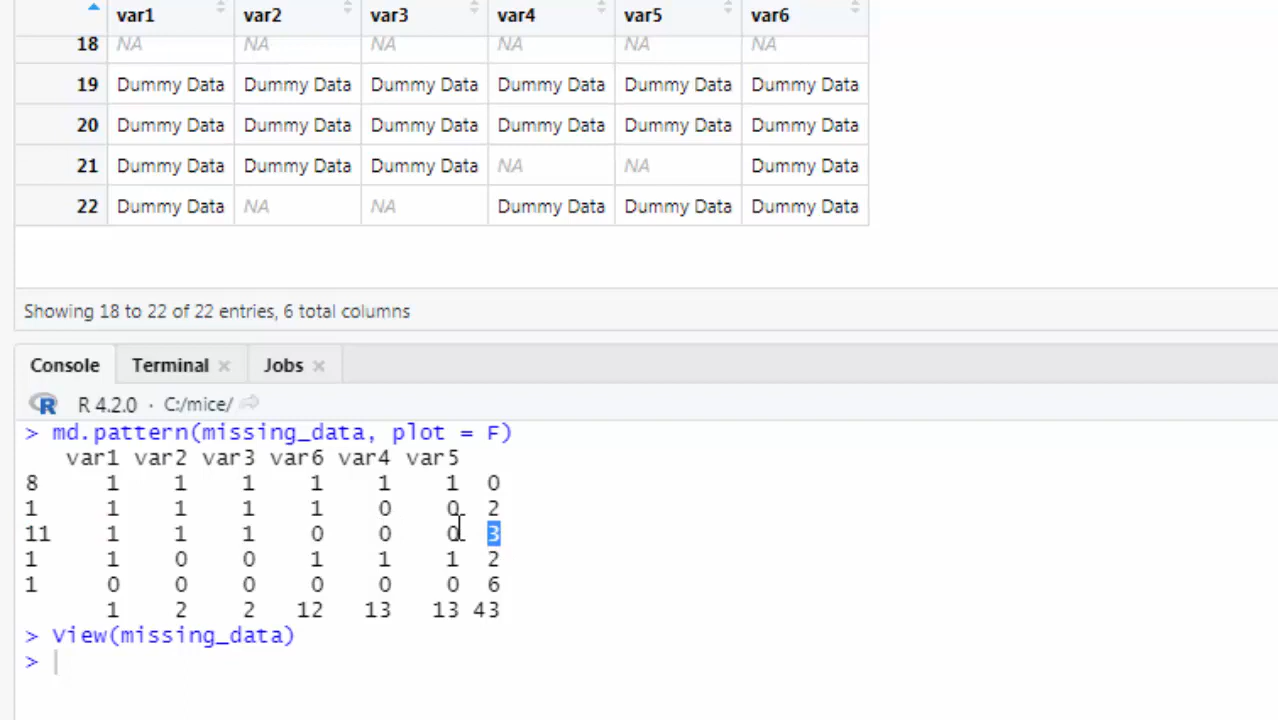 var1 var2 var3 var4 var5 var6
18 NA NA NA NA NA NA
19 Dummy Data Dummy Data Dummy Data Dummy Data Dummy Data Dummy Data
20 Dummy Data Dummy Data Dummy Data Dummy Data Dummy Data Dummy Data
21 Dummy Data Dummy Data Dummy Data NA NA Dummy Data
22 Dummy Data NA NA Dummy Data Dummy Data Dummy Data
Showing 18 to 22 of 22 entries, 6 total columns
Console Terminal × Jobs ×
R R 4.2.0 · C:/mice/
> md.pattern(missing_data, plot = F)
var1 var2 var3 var6 var4 var5
8 1 1 1 1 1 1 0
1 1 1 1 1 0 0 2
11 1 1 1 0 0 0 3
1 1 0 0 1 1 1 2
1 0 0 0 0 0 0 6
1 2 2 12 13 13 43
> View(missing_data)
>